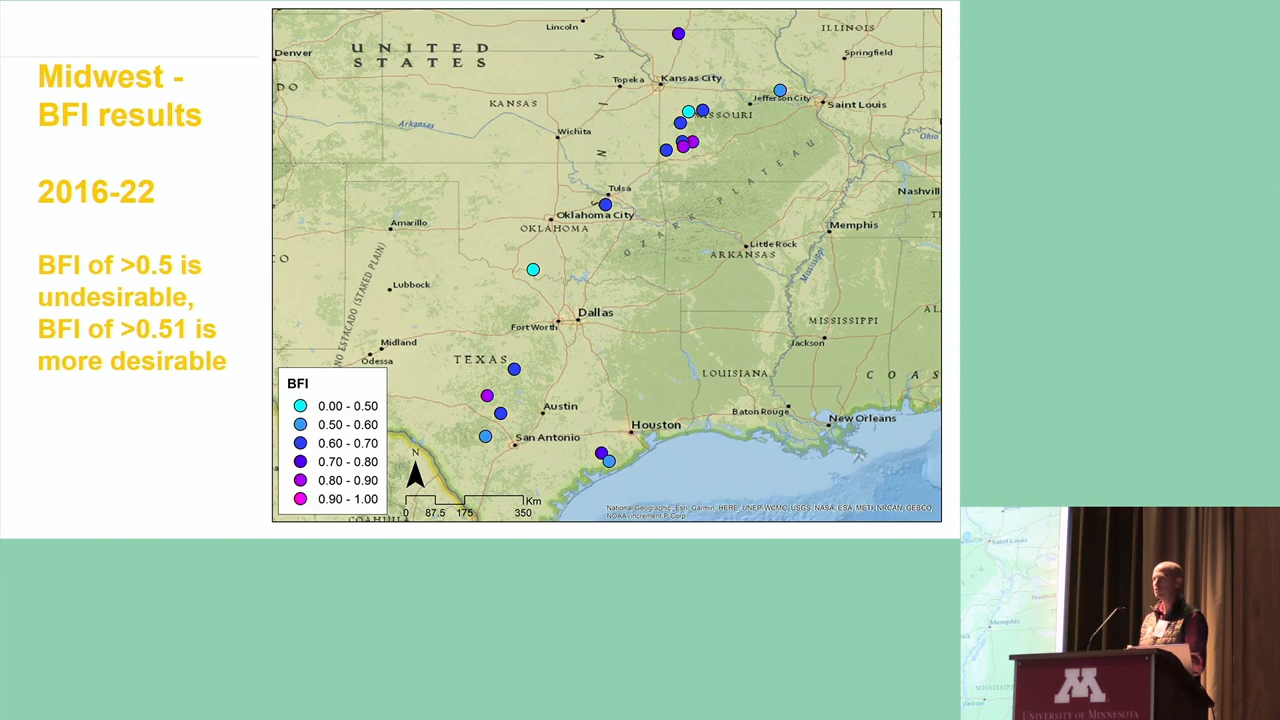 Midwest -
BFI results
2016-22
BFI of >0.5 is
undesirable,
BFI of >0.51 is
more desirable
Lincoln
ILLINOIS
Denver
UNITED
STATES
Springfield
Topeka
Kansas City
KANSAS
Jefferson City
Saint Louis
Arkansas
Wichita
Ohio
Tulsa
Nashville
Oklahoma City
OKLAHOMA
Amarillo
Memphis
OZARK PLATEAU
Little Rock
ARKANSAS
Mississippi
Lubbock
Dallas
Fort Worth
MISSISSIPPI
Midland
Jackson
Odessa
TEXAS
LOUISIANA
COAS
Austin
Baton Rouge
New Orleans
Houston
San Antonio
BFI
0.00 - 0.50
0.50 - 0.60
0.60 - 0.70
0.70 - 0.80
0.80 - 0.90
0.90 - 1.00
N
Km
0 87.5 175 350
National Geographic, Esri, Garmin, HERE, UNEP-WCMC, USGS, NASA, ESA, METI, NRCAN, GEBCO,
NOAA, increment P Corp.
Saint Louis
Memphis
Jackson
M
UNIVERSITY OF MINNESOTA